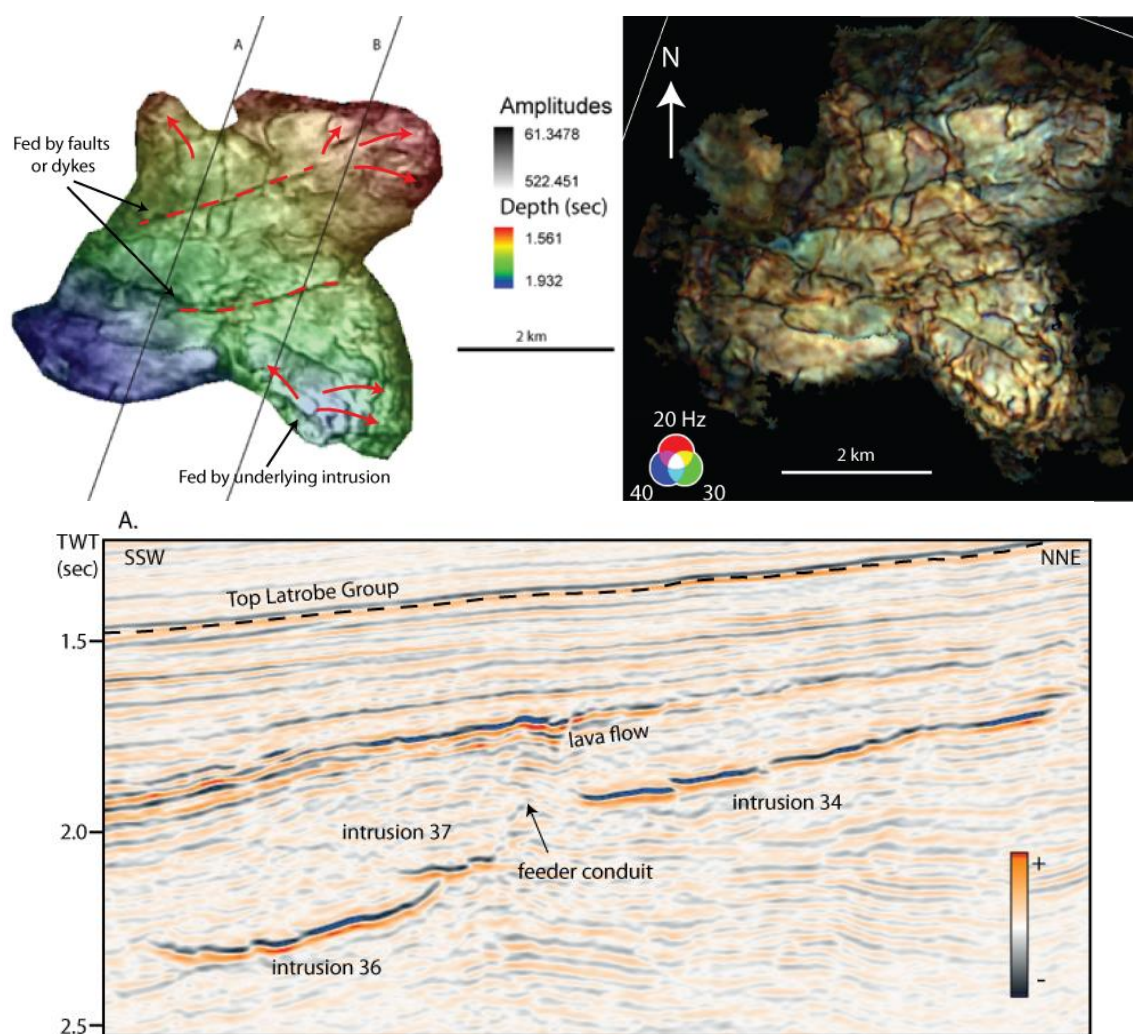 A
B
Fed by faults
or dykes
Fed by underlying intrusion
Amplitudes
61.3478
522.451
Depth (sec)
1.561
1.932
2 km
N
20 Hz
40
30
2 km
A.
TWT
(sec)
SSW
NNE
Top Latrobe Group
1.5
lava flow
intrusion 34
2.0
intrusion 37
feeder conduit
intrusion 36
+
-
2.5